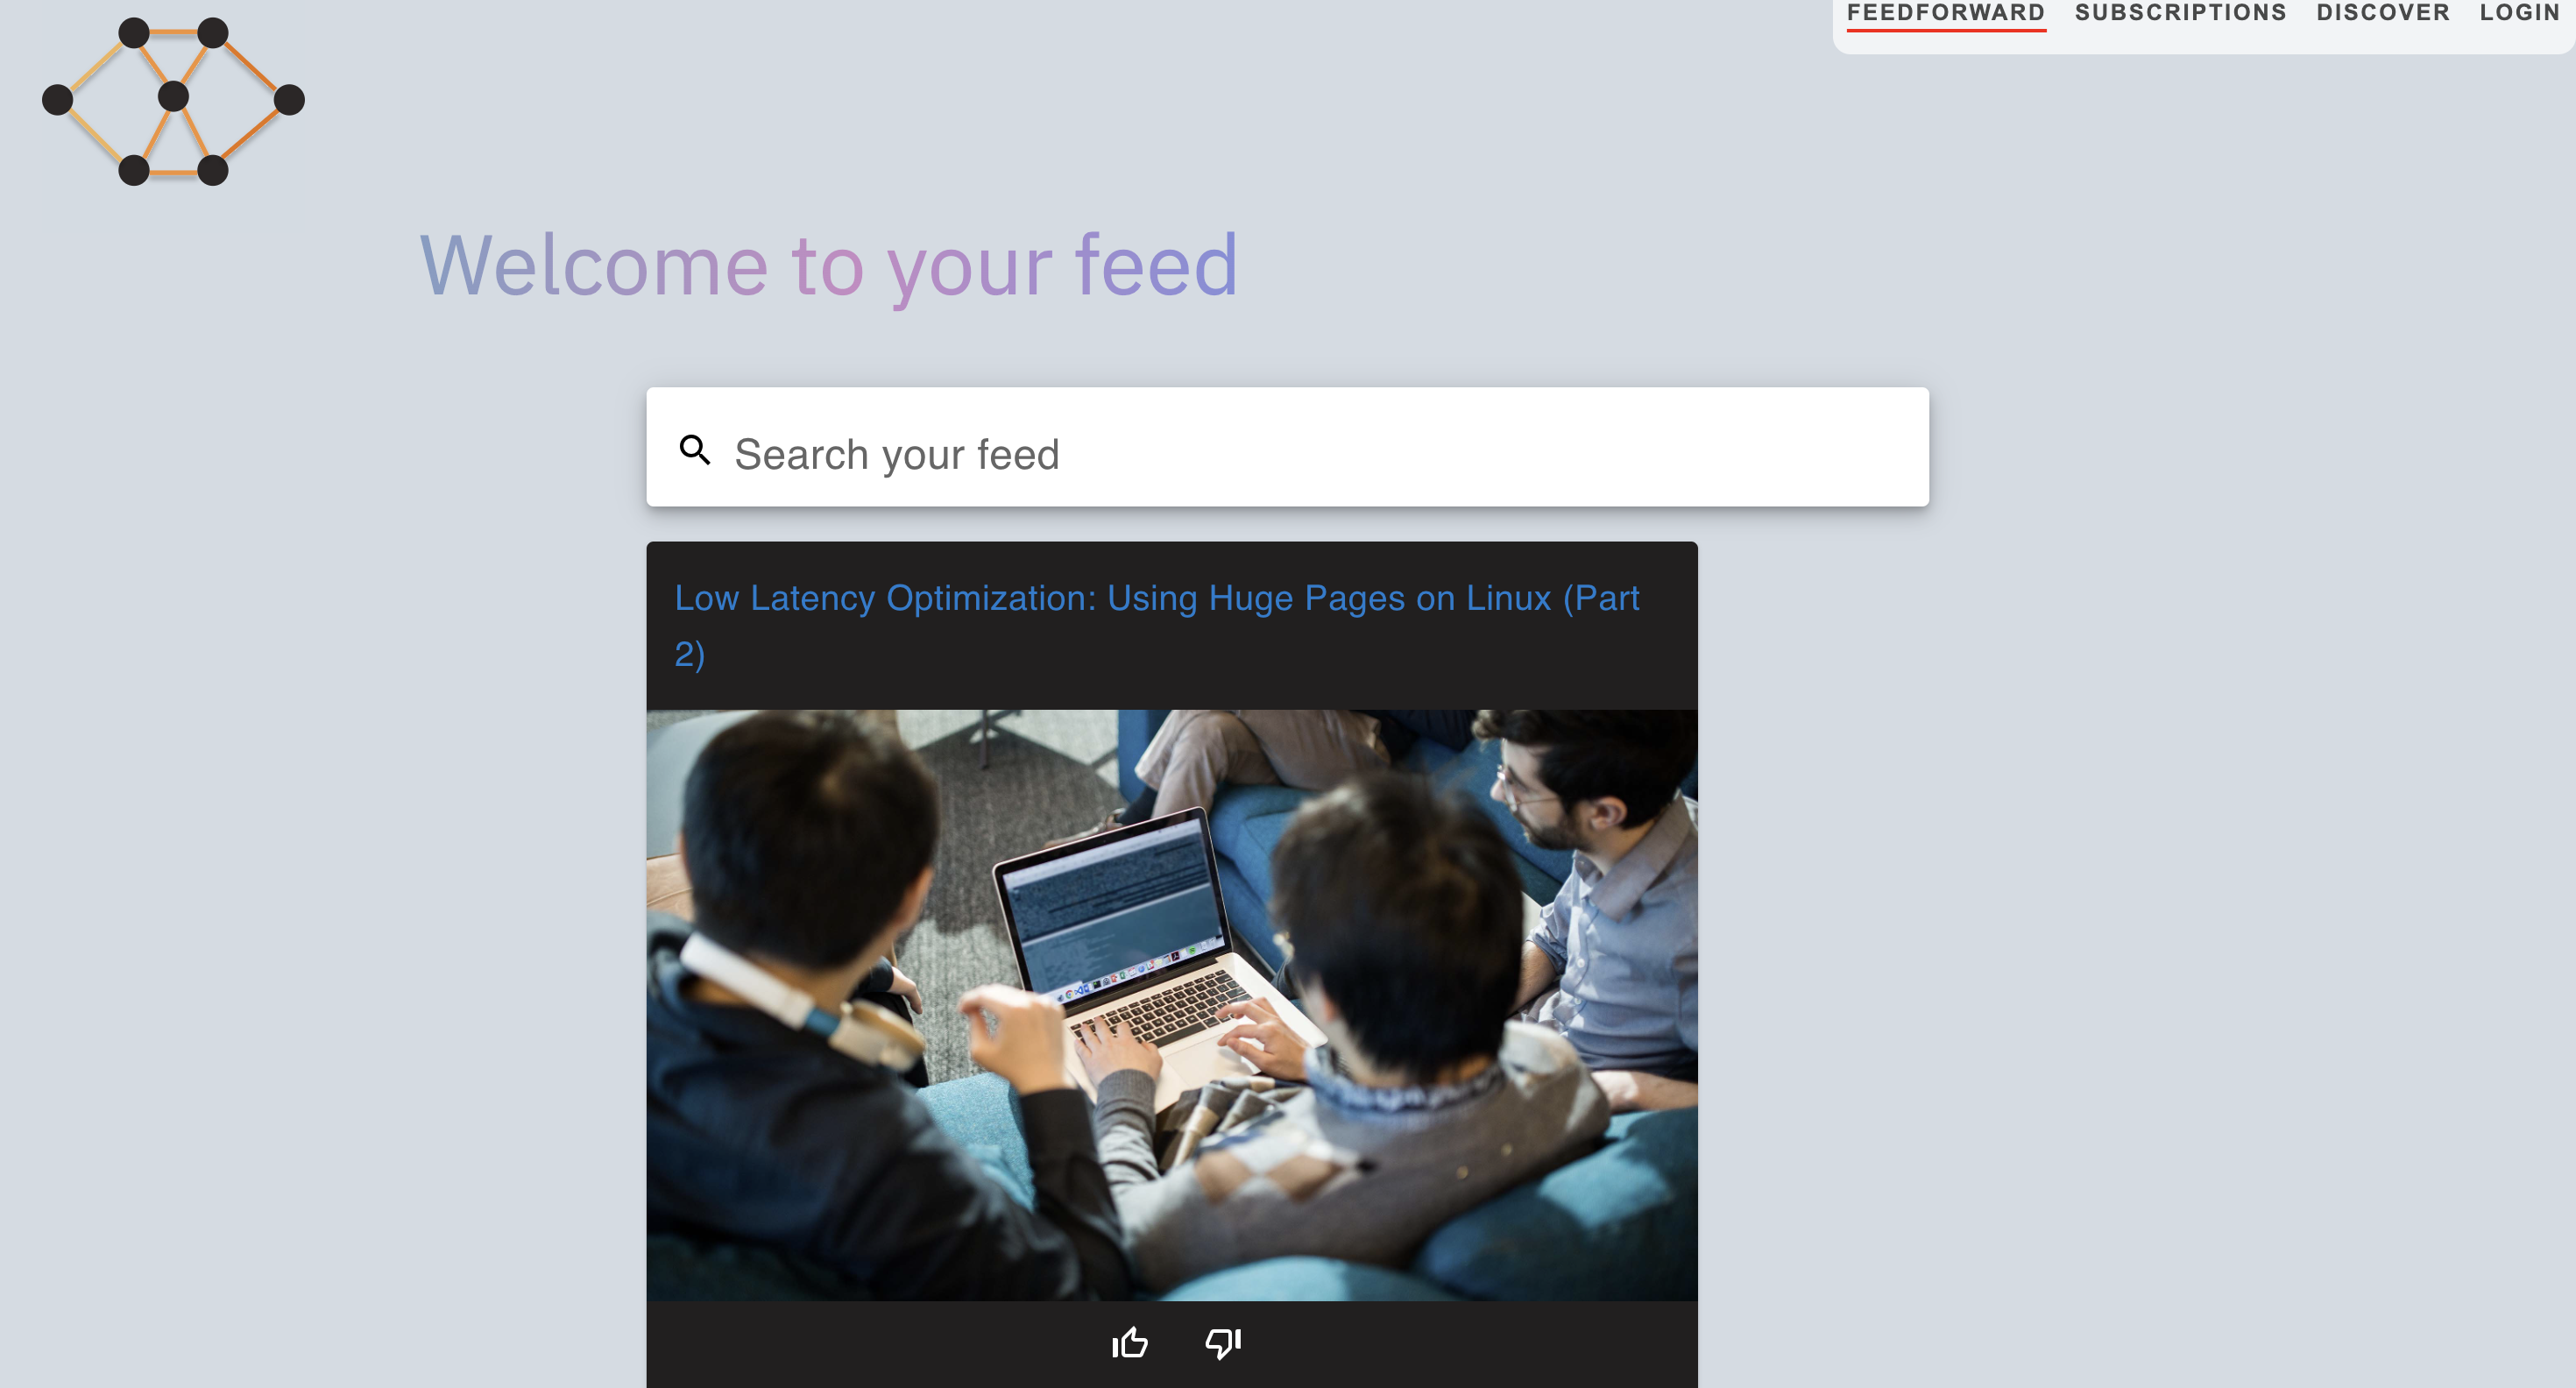 FEEDFORWARD SUBSCRIPTIONS DISCOVER LOGIN
Welcome to your feed
Search your feed
Low Latency Optimization: Using Huge Pages on Linux (Part
2)